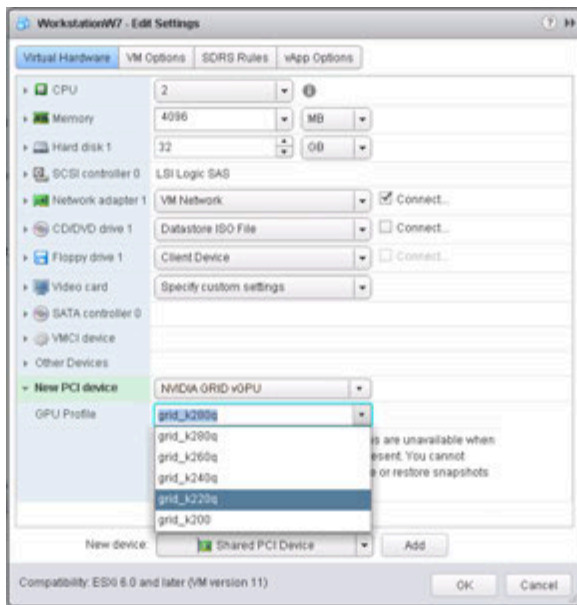 WorkstationW7 - Edit Settings
Virtual Hardware VM Options SDRS Rules vApp Options
CPU 2
Memory 4096 MB
Hard disk 1 32 GB
SCSI controller 0 LSI Logic SAS
Network adapter 1 VM Network Connect...
CD/DVD drive 1 Datastore ISO File Connect...
Floppy drive 1 Client Device Connect...
Video card Specify custom settings
SATA controller 0
VMCI device
Other Devices
New PCI device NVIDIA GRID vGPU
GPU Profile grid_k280q
grid_k280q
grid_k260q
grid_k240q
grid_k220q
grid_k200
s are unavailable when
esent. You cannot
e or restore snapshots
New device: Shared PCI Device Add
Compatibility: ESXi 6.0 and later (VM version 11) OK Cancel